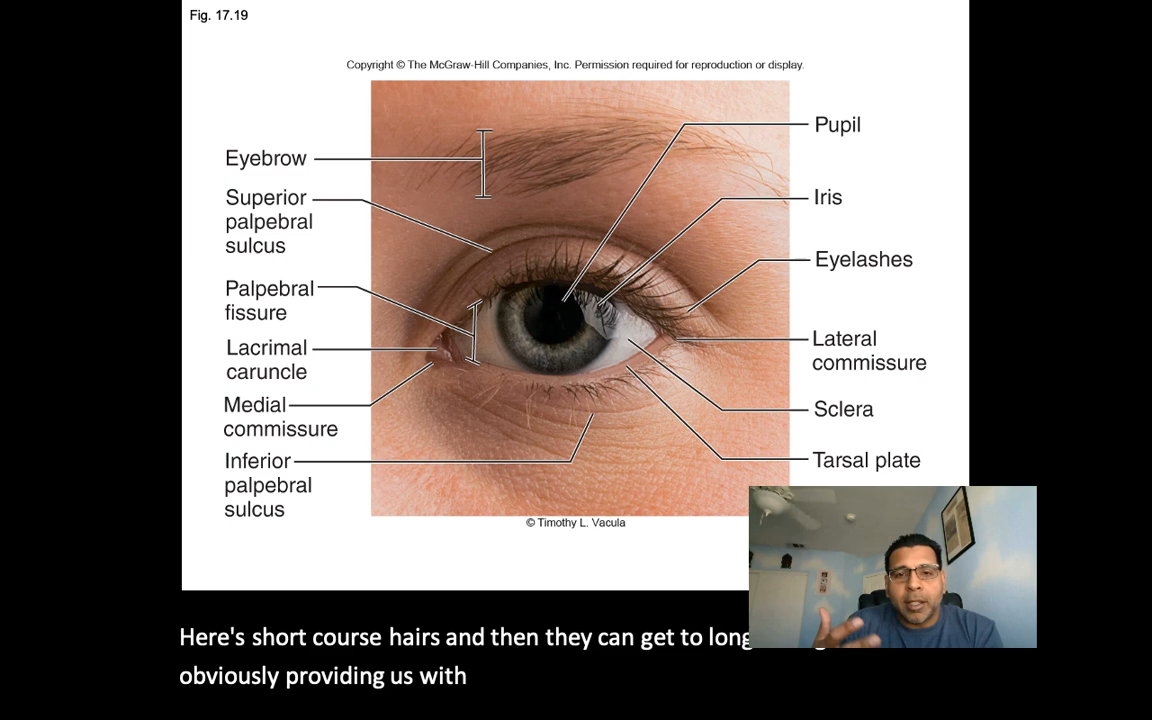 Fig. 17.19
Copyright © The McGraw-Hill Companies, Inc. Permission required for reproduction or display.
Eyebrow
Superior
palpebral
sulcus
Palpebral
fissure
Lacrimal
caruncle
Medial
commissure
Inferior
palpebral
sulcus
Pupil
Iris
Eyelashes
Lateral
commissure
Sclera
Tarsal plate
© Timothy L. Vacula
Here's short course hairs and then they can get to
obviously providing us with